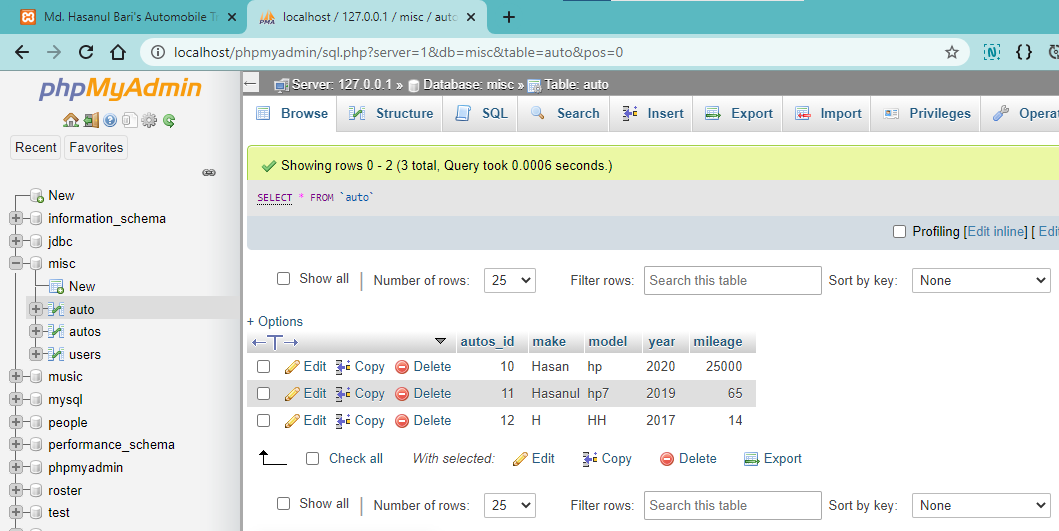 Md. Hasanul Bari's Automobile Tr
localhost / 127.0.0.1 / misc / auto
localhost/phpmyadmin/sql.php?server=1&db=misc&table=auto&pos=0
phpMyAdmin
Recent Favorites
New
information_schema
jdbc
misc
New
auto
autos
users
music
mysql
people
performance_schema
phpmyadmin
roster
test
Server: 127.0.0.1 » Database: misc » Table: auto
Browse Structure SQL Search Insert Export Import Privileges Opera
Showing rows 0 - 2 (3 total, Query took 0.0006 seconds.)
SELECT * FROM `auto`
Profiling [Edit inline] [ Edi
Show all Number of rows: 25 Filter rows: Search this table Sort by key: None
+ Options
autos_id make model year mileage
Edit Copy Delete 10 Hasan hp 2020 25000
Edit Copy Delete 11 Hasanul hp7 2019 65
Edit Copy Delete 12 H HH 2017 14
Check all With selected: Edit Copy Delete Export
Show all Number of rows: 25 Filter rows: Search this table Sort by key: None